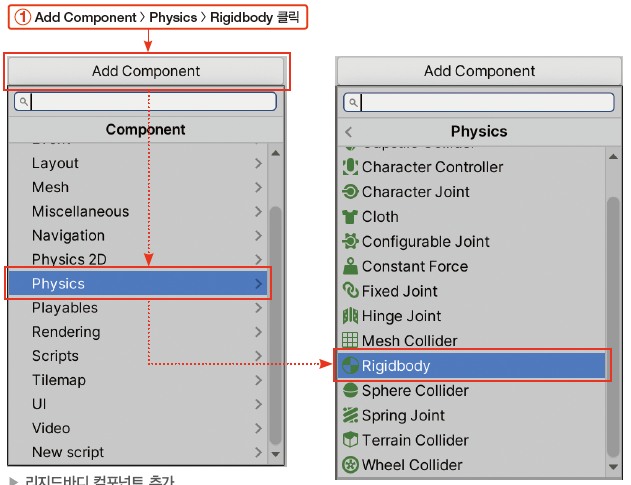 ① Add Component > Physics > Rigidbody 클릭
Add Component
Component
Layout
Mesh
Miscellaneous
Navigation
Physics 2D
Physics
Playables
Rendering
Scripts
Tilemap
UI
Video
New script
▶ 리지드바디 컴포넌트 추가
Add Component
Physics
Capsule Collider
Character Controller
Character Joint
Cloth
Configurable Joint
Constant Force
Fixed Joint
Hinge Joint
Mesh Collider
Rigidbody
Sphere Collider
Spring Joint
Terrain Collider
Wheel Collider